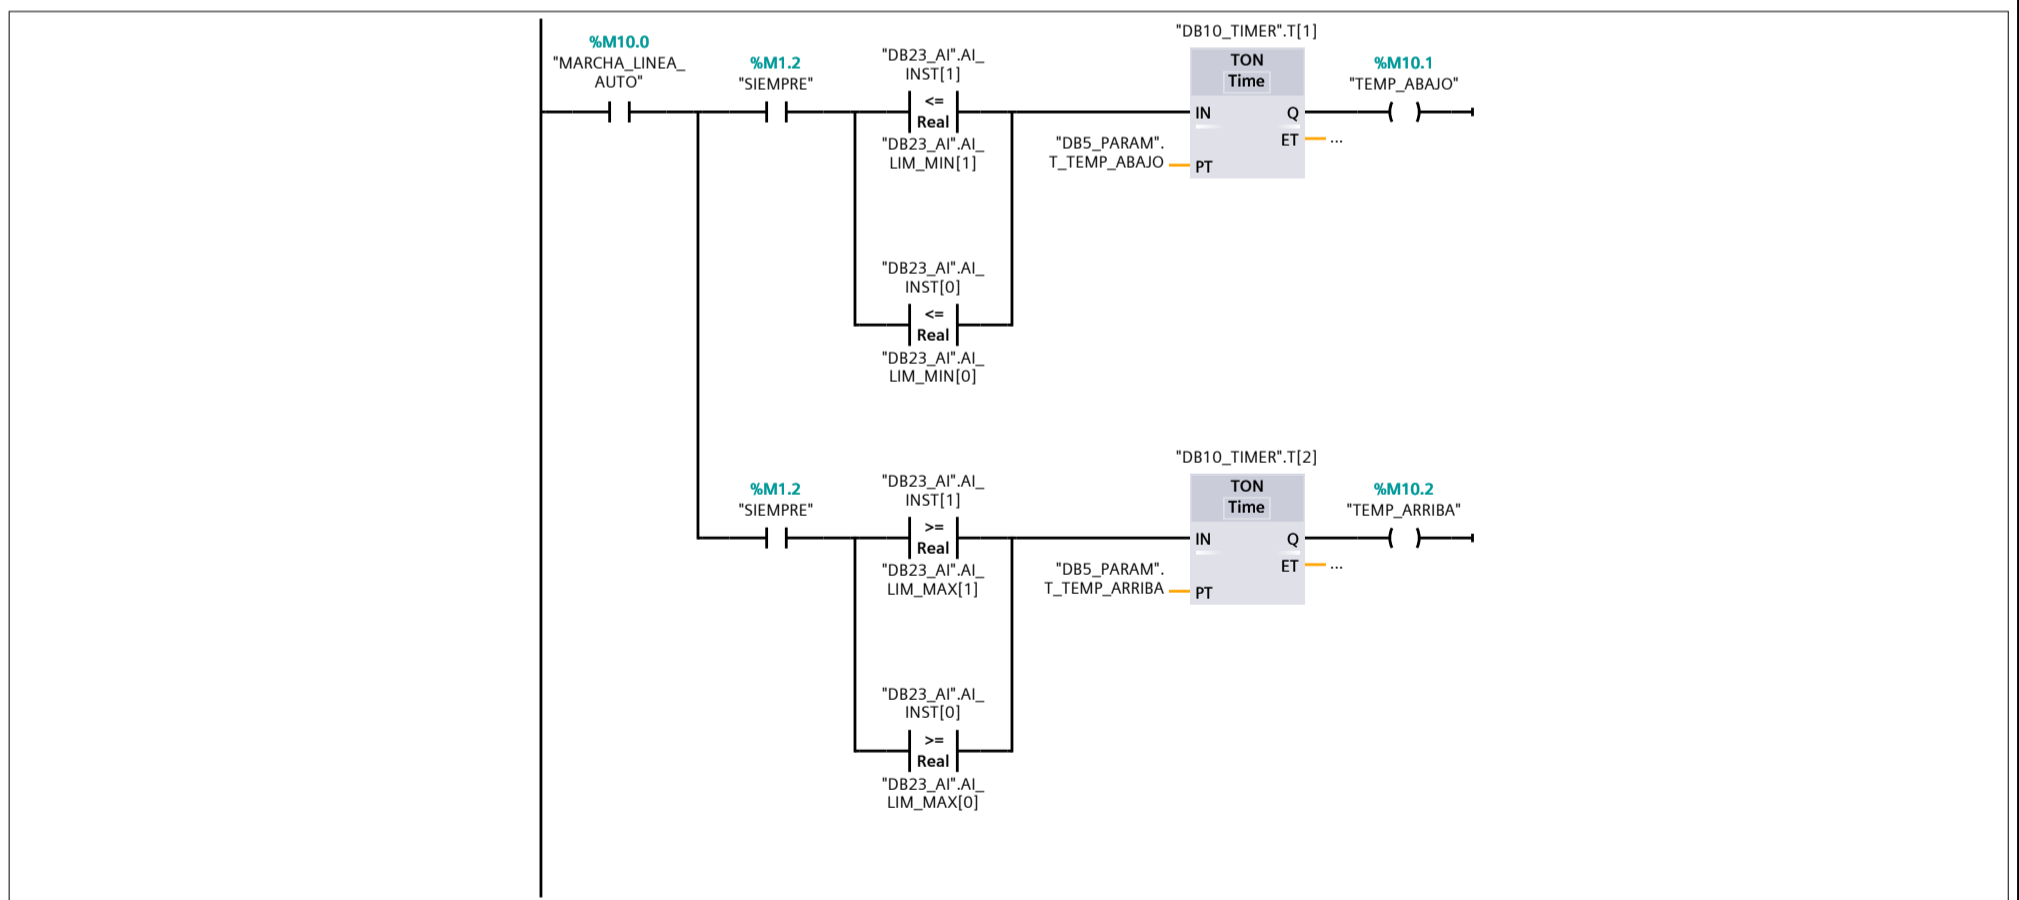 %M10.0
"MARCHA_LINEA_
AUTO"
%M1.2
"SIEMPRE"
"DB23_AI".AI_
INST[1]
<=
Real
"DB23_AI".AI_
LIM_MIN[1]
"DB10_TIMER".T[1]
TON
Time
IN
Q
ET
...
"DB5_PARAM".
T_TEMP_ABAJO
PT
%M10.1
"TEMP_ABAJO"
"DB23_AI".AI_
INST[0]
<=
Real
"DB23_AI".AI_
LIM_MIN[0]
%M1.2
"SIEMPRE"
"DB23_AI".AI_
INST[1]
>=
Real
"DB23_AI".AI_
LIM_MAX[1]
"DB10_TIMER".T[2]
TON
Time
IN
Q
ET
...
"DB5_PARAM".
T_TEMP_ARRIBA
PT
%M10.2
"TEMP_ARRIBA"
"DB23_AI".AI_
INST[0]
>=
Real
"DB23_AI".AI_
LIM_MAX[0]